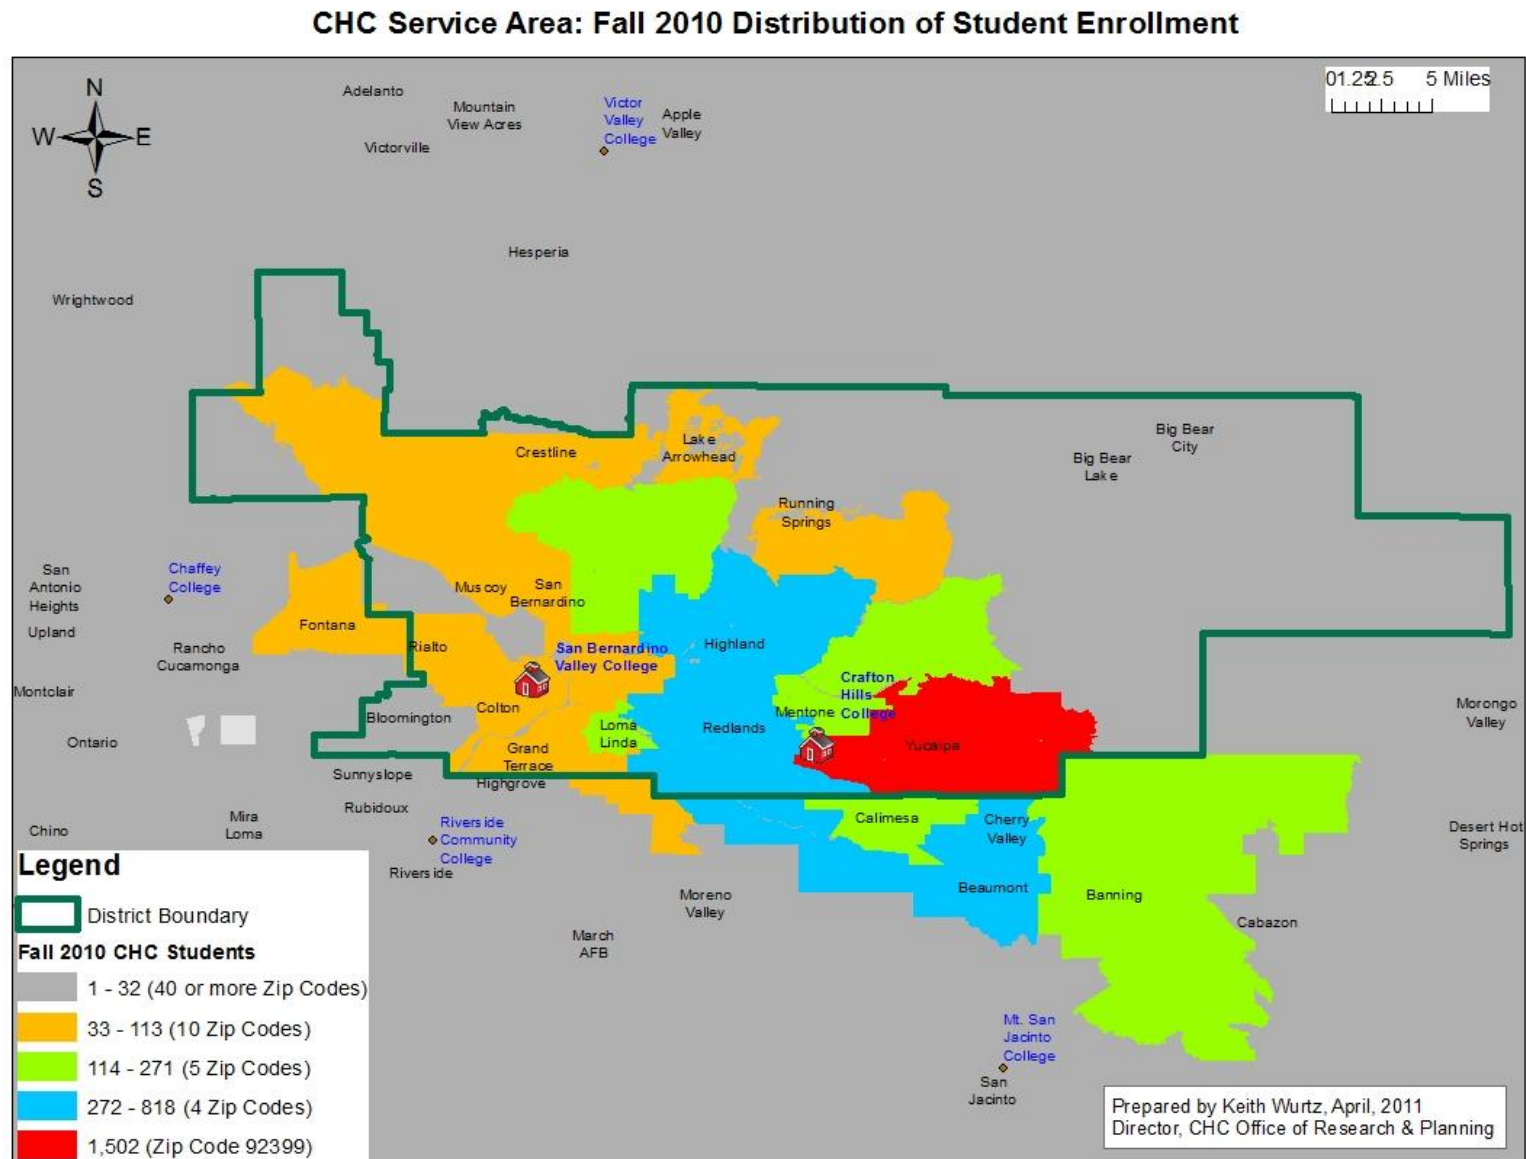 CHC Service Area: Fall 2010 Distribution of Student Enrollment
N
W E
S
01.252.5 5 Miles
Adelanto
Mountain
View Acres
Victorville
Victor
Valley
College
Apple
Valley
Hesperia
Wrightwood
Crestline
Lake
Arrowhead
Big Bear
City
Big Bear
Lake
Running
Springs
San
Antonio
Heights
Chaffey
College
Muscoy
San
Bernardino
Upland
Fontana
Rialto
Rancho
Cucamonga
San Bernardino
Valley College
Highland
Crafton
Hills
College
Montclair
Bloomington
Colton
Loma
Linda
Redlands
Mentone
Yucaipa
Morongo
Valley
Ontario
Grand
Terrace
Sunnyslope
Highgrove
Rubidoux
Mira
Loma
Chino
Riverside
Community
College
Riverside
Calimesa
Cherry
Valley
Desert Hot
Springs
Moreno
Valley
Beaumont
Banning
Cabazon
March
AFB
Mt. San
Jacinto
College
San
Jacinto
Legend
District Boundary
Fall 2010 CHC Students
1 - 32 (40 or more Zip Codes)
33 - 113 (10 Zip Codes)
114 - 271 (5 Zip Codes)
272 - 818 (4 Zip Codes)
1,502 (Zip Code 92399)
Prepared by Keith Wurtz, April, 2011
Director, CHC Office of Research & Planning